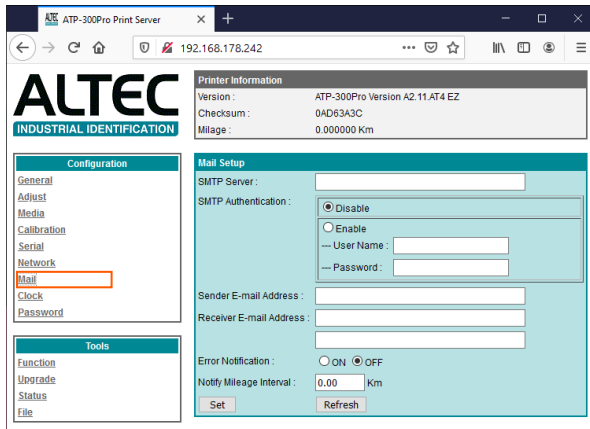 ATP-300Pro Print Server
192.168.178.242
ALTEC
INDUSTRIAL IDENTIFICATION
Printer Information
Version : ATP-300Pro Version A2.11.AT4 EZ
Checksum : 0AD63A3C
Milage : 0.000000 Km
Configuration
General
Adjust
Media
Calibration
Serial
Network
Mail
Clock
Password
Tools
Function
Upgrade
Status
File
Mail Setup
SMTP Server :
SMTP Authentication :
Disable
Enable
--- User Name :
--- Password :
Sender E-mail Address :
Receiver E-mail Address :
Error Notification : ON OFF
Notify Mileage Interval : 0.00 Km
Set Refresh